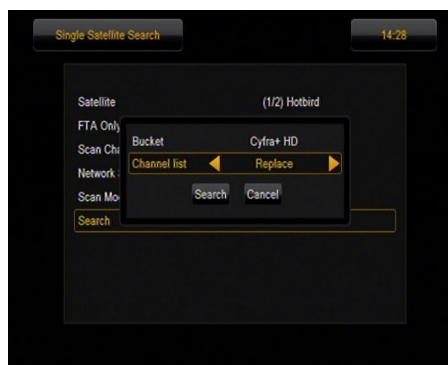 Single Satellite Search
14:28
Satellite (1/2) Hotbird
FTA Only
Bucket Cyfra+ HD
Scan Cha
Channel list Replace
Network
Search Cancel
Scan Mo
Search